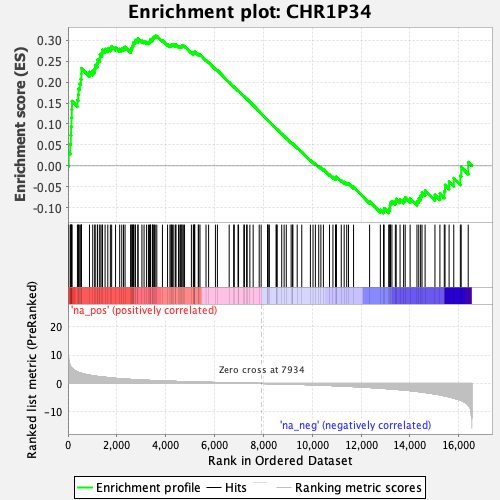 Enrichment plot: CHR1P34
Enrichment score (ES)
0.30
0.25
0.20
0.15
0.10
0.05
0.00
-0.05
-0.10
'na_pos' (positively correlated)
Ranked list metric (PreRanked)
20
10
0
-10
Zero cross at 7934
'na_neg' (negatively correlated)
0 2,000 4,000 6,000 8,000 10,000 12,000 14,000 16,000
Rank in Ordered Dataset
Enrichment profile Hits Ranking metric scores